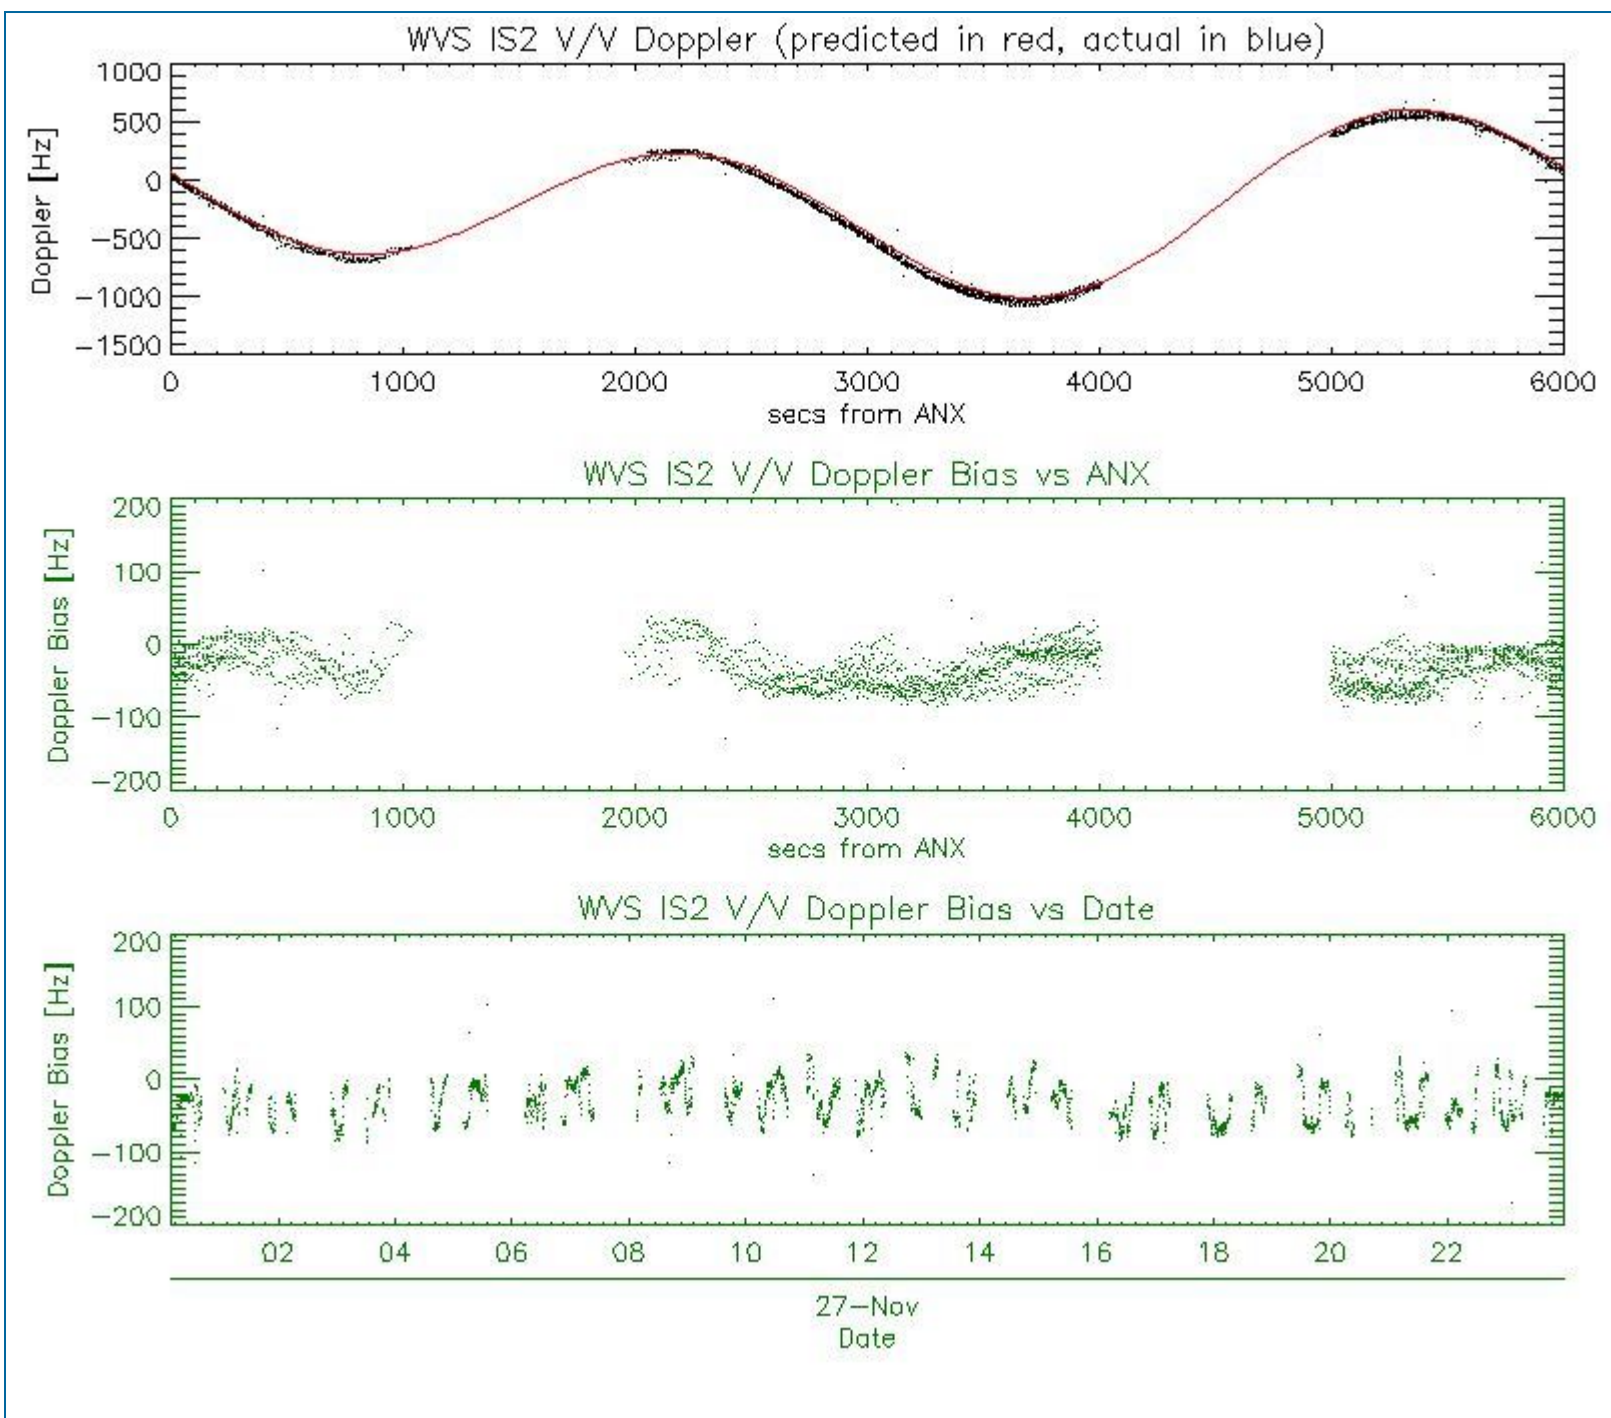 WVS IS2 V/V Doppler (predicted in red, actual in blue)
1000
500
0
-500
-1000
-1500
Doppler [Hz]
0 1000 2000 3000 4000 5000 6000
secs from ANX
WVS IS2 V/V Doppler Bias vs ANX
200
100
0
-100
-200
Doppler Bias [Hz]
0 1000 2000 3000 4000 5000 6000
secs from ANX
WVS IS2 V/V Doppler Bias vs Date
200
100
0
-100
-200
Doppler Bias [Hz]
02 04 06 08 10 12 14 16 18 20 22
27-Nov
Date